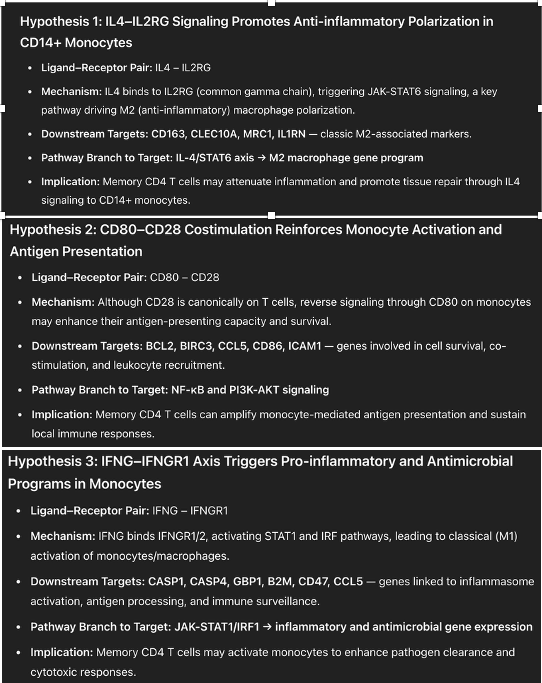 Hypothesis 1: IL4–IL2RG Signaling Promotes Anti-inflammatory Polarization in
CD14+ Monocytes
• Ligand–Receptor Pair: IL4 – IL2RG
• Mechanism: IL4 binds to IL2RG (common gamma chain), triggering JAK-STAT6 signaling, a key
pathway driving M2 (anti-inflammatory) macrophage polarization.
• Downstream Targets: CD163, CLEC10A, MRC1, IL1RN — classic M2-associated markers.
• Pathway Branch to Target: IL-4/STAT6 axis → M2 macrophage gene program
• Implication: Memory CD4 T cells may attenuate inflammation and promote tissue repair through IL4
signaling to CD14+ monocytes.
Hypothesis 2: CD80–CD28 Costimulation Reinforces Monocyte Activation and
Antigen Presentation
• Ligand–Receptor Pair: CD80 – CD28
• Mechanism: Although CD28 is canonically on T cells, reverse signaling through CD80 on monocytes
may enhance their antigen-presenting capacity and survival.
• Downstream Targets: BCL2, BIRC3, CCL5, CD86, ICAM1 — genes involved in cell survival, co-
stimulation, and leukocyte recruitment.
• Pathway Branch to Target: NF-κB and PI3K-AKT signaling
• Implication: Memory CD4 T cells can amplify monocyte-mediated antigen presentation and sustain
local immune responses.
Hypothesis 3: IFNG–IFNGR1 Axis Triggers Pro-inflammatory and Antimicrobial
Programs in Monocytes
• Ligand–Receptor Pair: IFNG – IFNGR1
• Mechanism: IFNG binds IFNGR1/2, activating STAT1 and IRF pathways, leading to classical (M1)
activation of monocytes/macrophages.
• Downstream Targets: CASP1, CASP4, GBP1, B2M, CD47, CCL5 — genes linked to inflammasome
activation, antigen processing, and immune surveillance.
• Pathway Branch to Target: JAK-STAT1/IRF1 → inflammatory and antimicrobial gene expression
• Implication: Memory CD4 T cells may activate monocytes to enhance pathogen clearance and
cytotoxic responses.